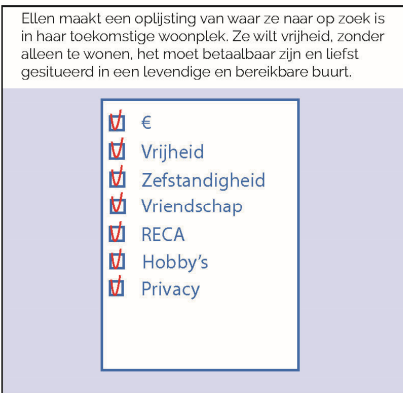 Ellen maakt een oplijsting van waar ze naar op zoek is
in haar toekomstige woonplek. Ze wilt vrijheid, zonder
alleen te wonen, het moet betaalbaar zijn en liefst
gesitueerd in een levendige en bereikbare buurt.
€
Vrijheid
Zefstandigheid
Vriendschap
RECA
Hobby's
Privacy